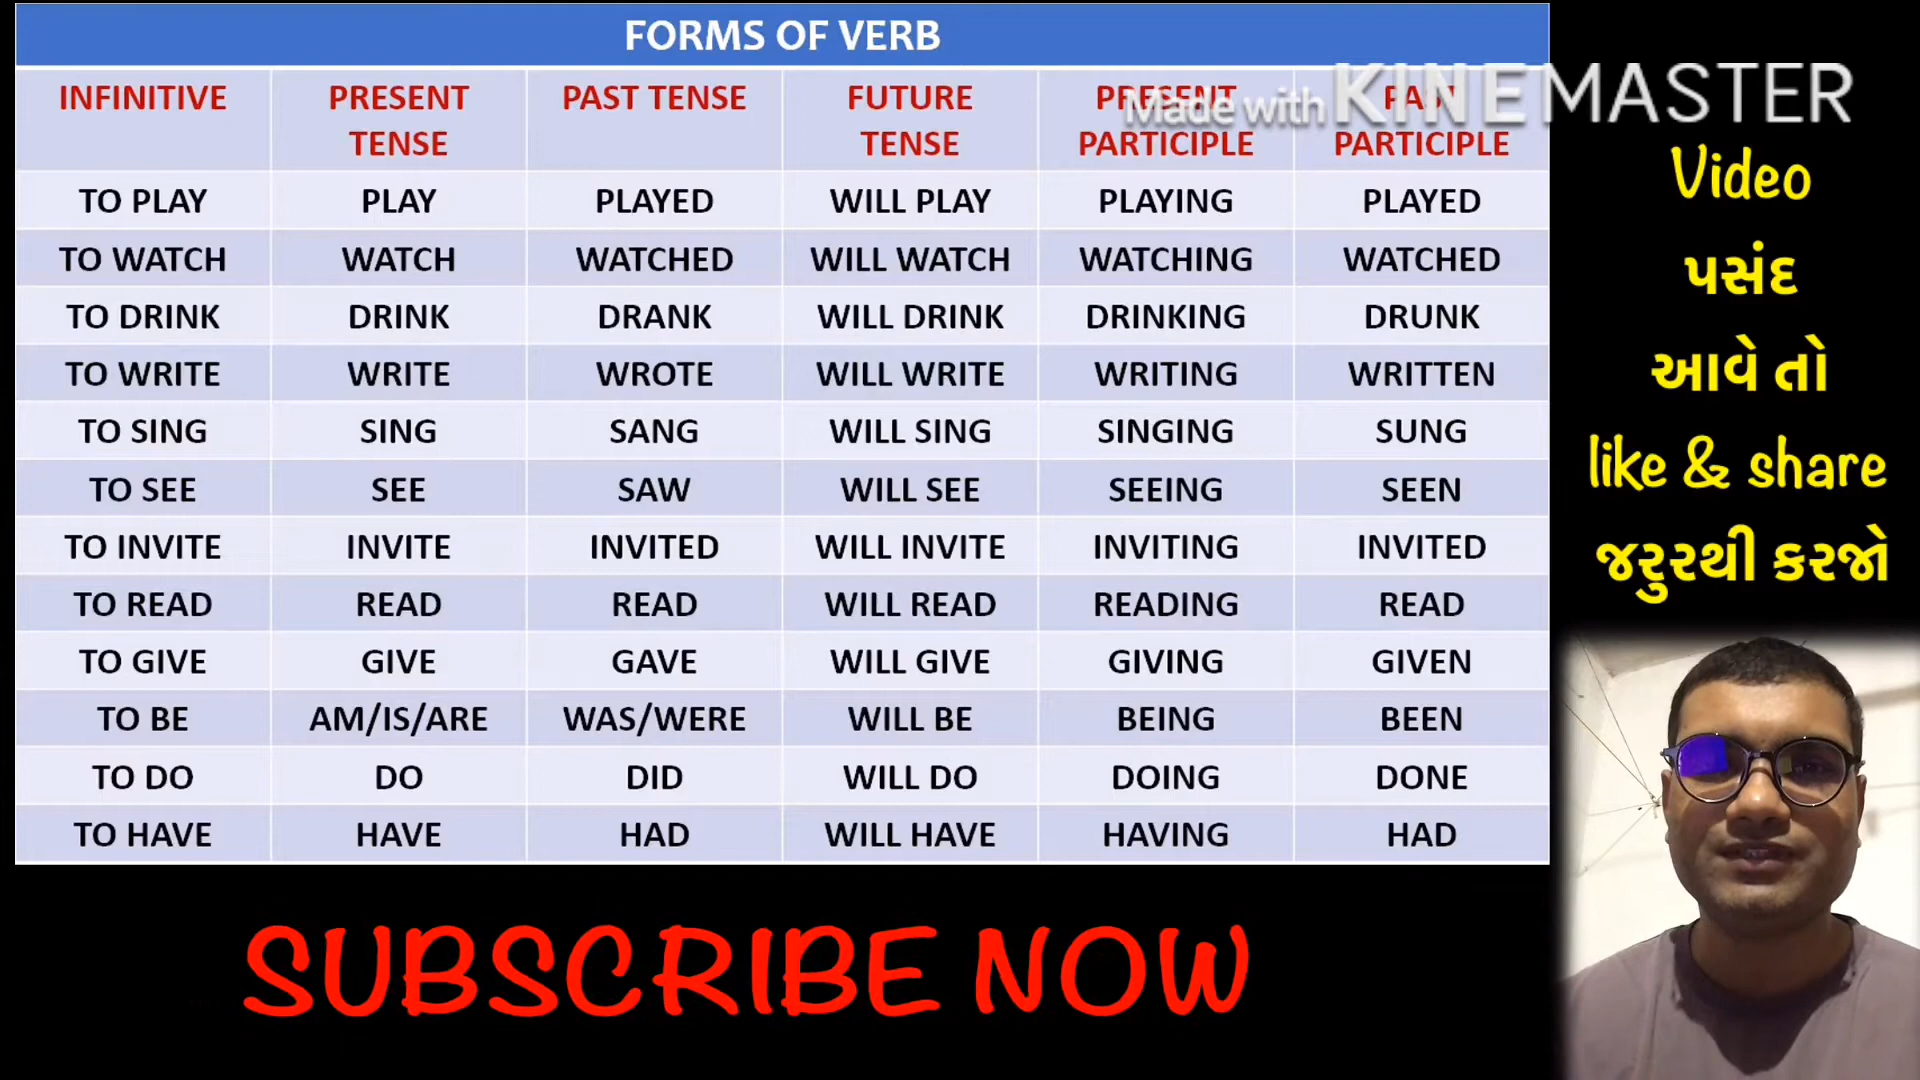 FORMS OF VERB
INFINITIVE PRESENT TENSE PAST TENSE FUTURE TENSE PRESENT PARTICIPLE PAST PARTICIPLE
TO PLAY PLAY PLAYED WILL PLAY PLAYING PLAYED
TO WATCH WATCH WATCHED WILL WATCH WATCHING WATCHED
TO DRINK DRINK DRANK WILL DRINK DRINKING DRUNK
TO WRITE WRITE WROTE WILL WRITE WRITING WRITTEN
TO SING SING SANG WILL SING SINGING SUNG
TO SEE SEE SAW WILL SEE SEEING SEEN
TO INVITE INVITE INVITED WILL INVITE INVITING INVITED
TO READ READ READ WILL READ READING READ
TO GIVE GIVE GAVE WILL GIVE GIVING GIVEN
TO BE AM/IS/ARE WAS/WERE WILL BE BEING BEEN
TO DO DO DID WILL DO DOING DONE
TO HAVE HAVE HAD WILL HAVE HAVING HAD
Made with KINEMASTER
Video
પસંદ
આવે તો
like & share
જરુરથી કરજો
SUBSCRIBE NOW